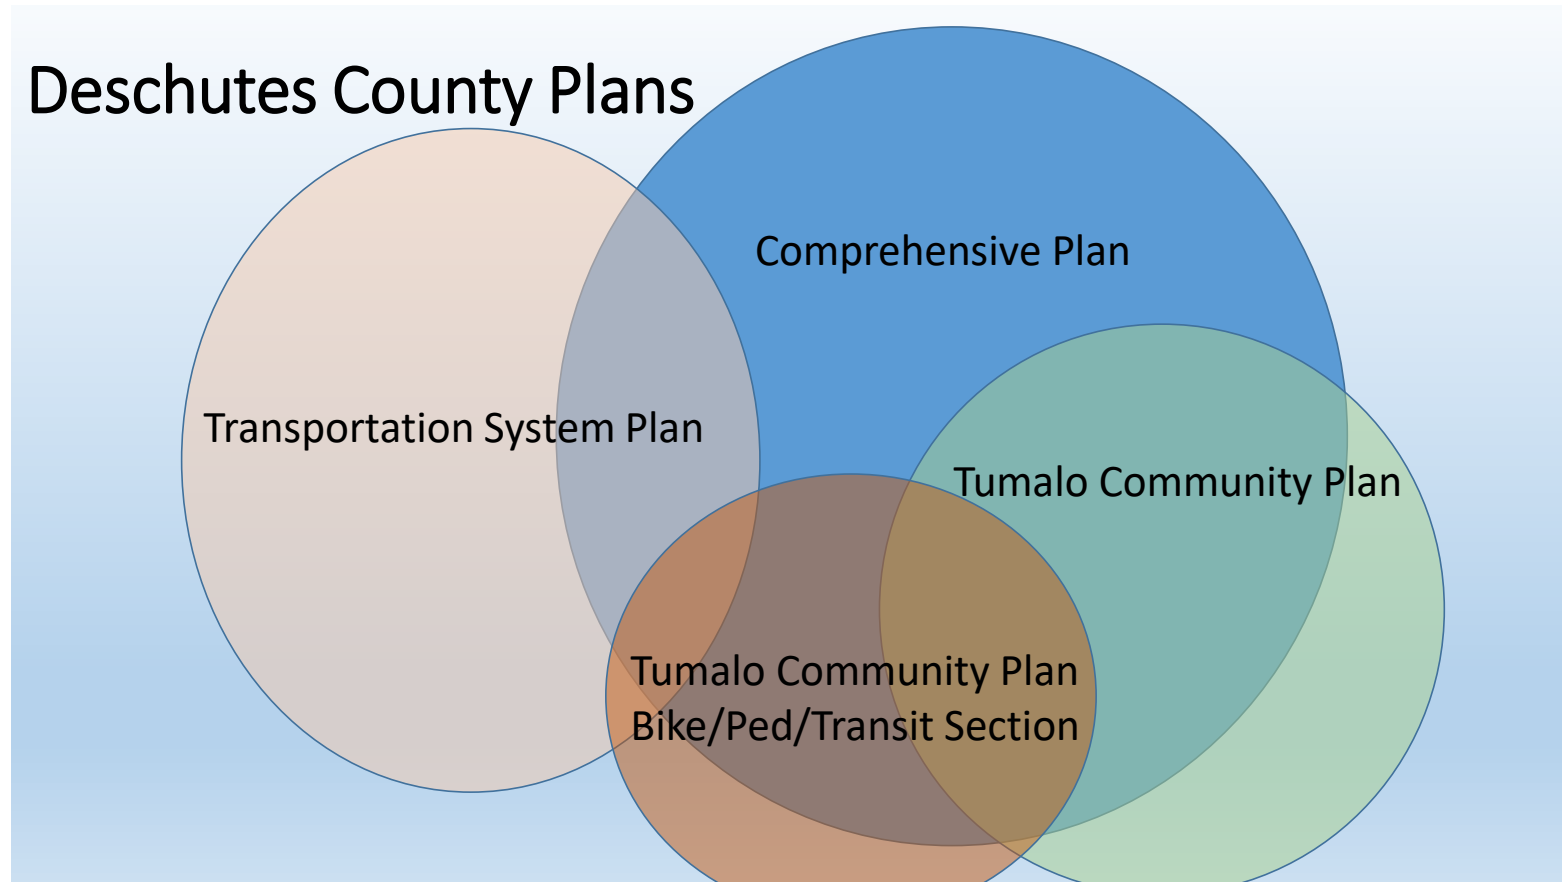 Deschutes County Plans
Comprehensive Plan
Transportation System Plan
Tumalo Community Plan
Tumalo Community Plan
Bike/Ped/Transit Section